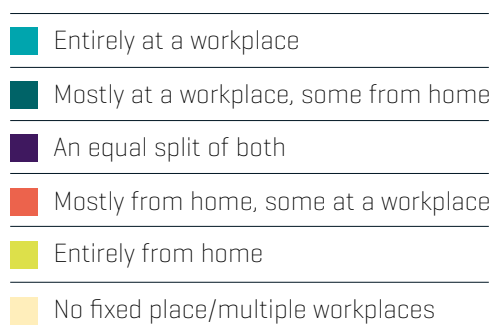 Entirely at a workplace
Mostly at a workplace, some from home
An equal split of both
Mostly from home, some at a workplace
Entirely from home
No fixed place/multiple workplaces